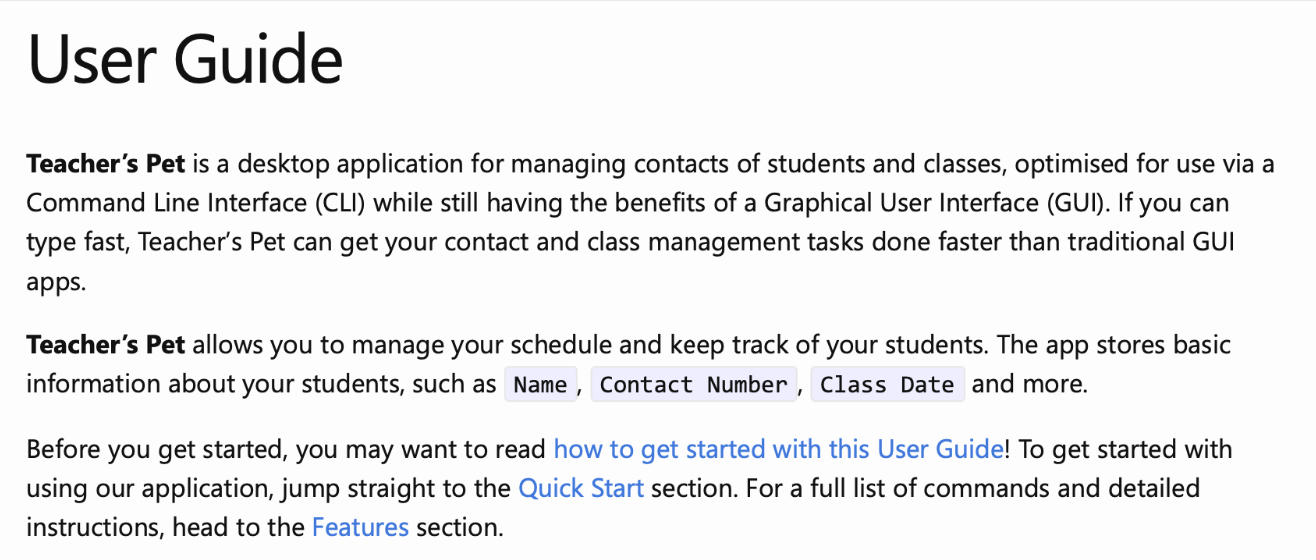 User Guide
Teacher’s Pet is a desktop application for managing contacts of students and classes, optimised for use via a
Command Line Interface (CLI) while still having the benefits of a Graphical User Interface (GUI). If you can
type fast, Teacher’s Pet can get your contact and class management tasks done faster than traditional GUI
apps.
Teacher’s Pet allows you to manage your schedule and keep track of your students. The app stores basic
information about your students, such as Name, Contact Number, Class Date and more.
Before you get started, you may want to read how to get started with this User Guide! To get started with
using our application, jump straight to the Quick Start section. For a full list of commands and detailed
instructions, head to the Features section.